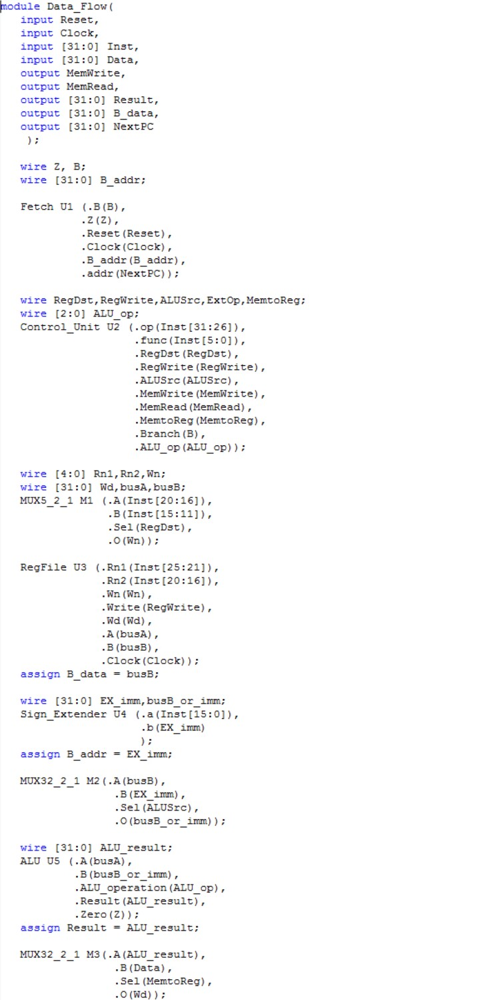 module Data_Flow(
input Reset,
input Clock,
input [31:0] Inst,
input [31:0] Data,
output MemWrite,
output MemRead,
output [31:0] Result,
output [31:0] B_data,
output [31:0] NextPC
);
wire Z, B;
wire [31:0] B_addr;
Fetch U1 (.B(B),
.Z(Z),
.Reset(Reset),
.Clock(Clock),
.B_addr(B_addr),
.addr(NextPC));
wire RegDst,RegWrite,ALUSrc,ExtOp,MemtoReg;
wire [2:0] ALU_op;
Control_Unit U2 (.op(Inst[31:26]),
.func(Inst[5:0]),
.RegDst(RegDst),
.RegWrite(RegWrite),
.ALUSrc(ALUSrc),
.MemWrite(MemWrite),
.MemRead(MemRead),
.MemtoReg(MemtoReg),
.Branch(B),
.ALU_op(ALU_op));
wire [4:0] Rn1,Rn2,Wn;
wire [31:0] Wd,busA,busB;
MUX5_2_1 M1 (.A(Inst[20:16]),
.B(Inst[15:11]),
.Sel(RegDst),
.O(Wn));
RegFile U3 (.Rn1(Inst[25:21]),
.Rn2(Inst[20:16]),
.Wn(Wn),
.Write(RegWrite),
.Wd(Wd),
.A(busA),
.B(busB),
.Clock(Clock));
assign B_data = busB;
wire [31:0] EX_imm,busB_or_imm;
Sign_Extender U4 (.a(Inst[15:0]),
.b(EX_imm)
);
assign B_addr = EX_imm;
MUX32_2_1 M2(.A(busB),
.B(EX_imm),
.Sel(ALUSrc),
.O(busB_or_imm));
wire [31:0] ALU_result;
ALU U5 (.A(busA),
.B(busB_or_imm),
.ALU_operation(ALU_op),
.Result(ALU_result),
.Zero(Z));
assign Result = ALU_result;
MUX32_2_1 M3(.A(ALU_result),
.B(Data),
.Sel(MemtoReg),
.O(Wd));